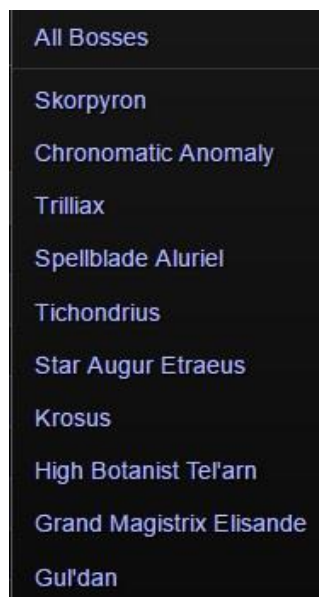 All Bosses
Skorpyron
Chronomatic Anomaly
Trilliax
Spellblade Aluriel
Tichondrius
Star Augur Etraeus
Krosus
High Botanist Tel'arn
Grand Magistrix Elisande
Gul'dan